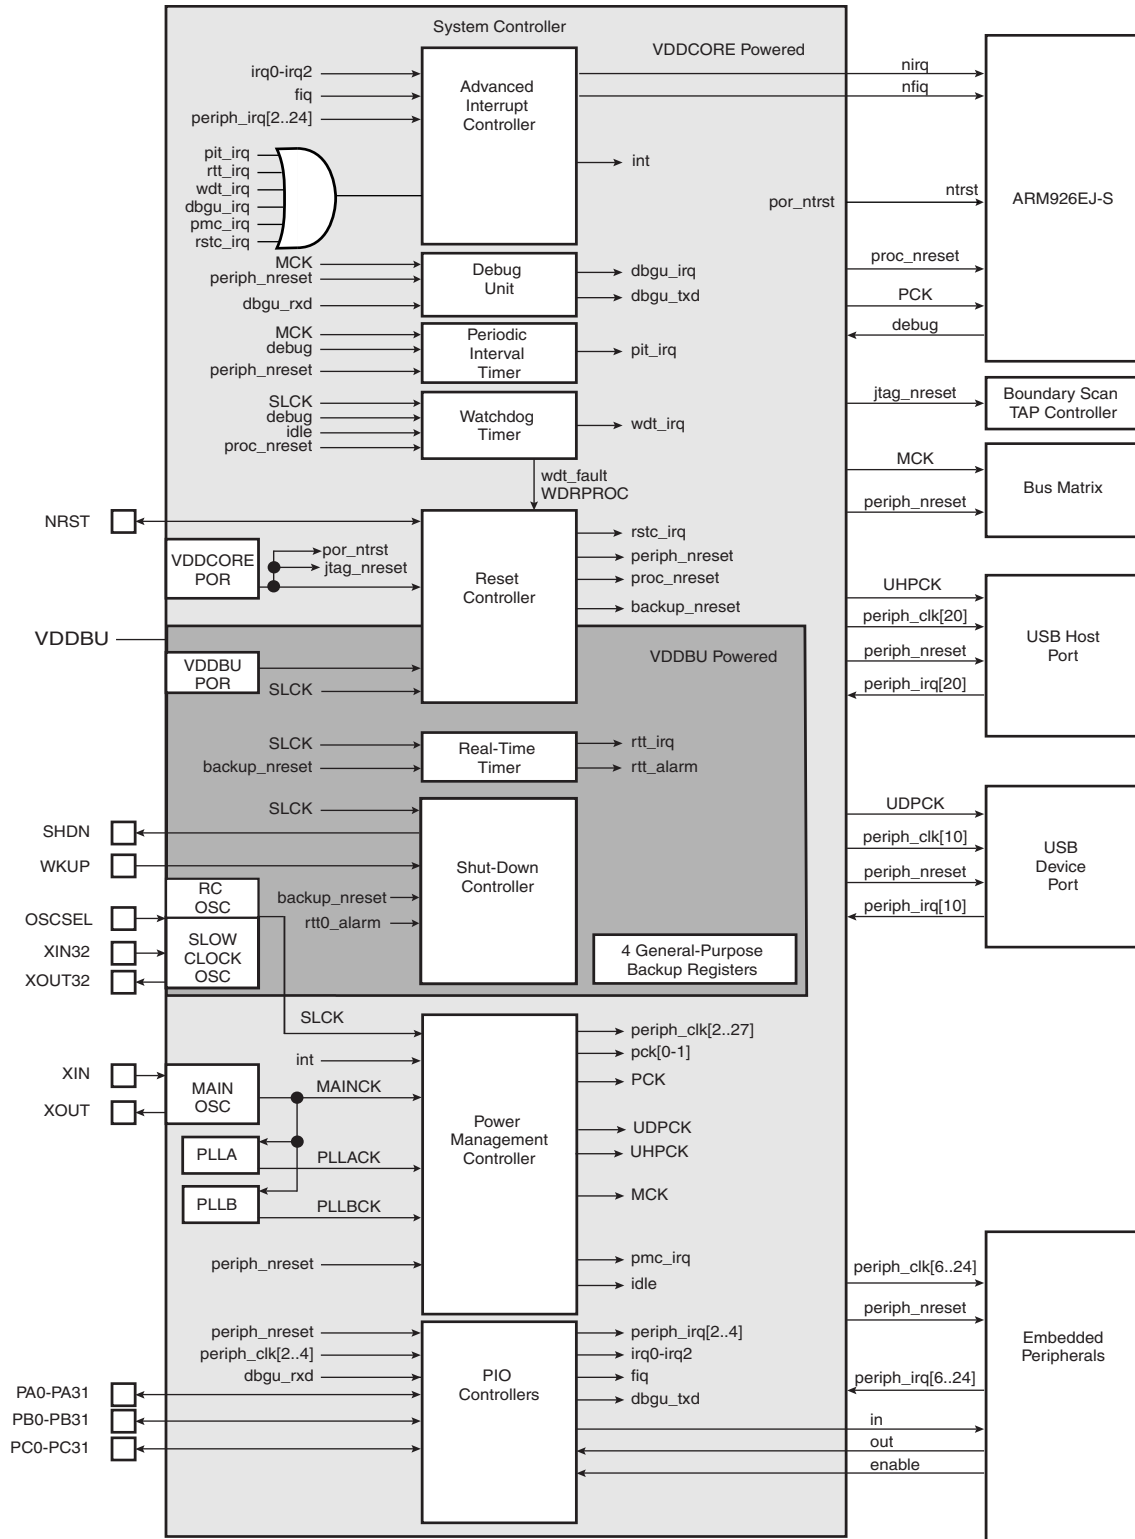 System Controller
VDDCORE Powered
irq0-irq2
fiq
periph_irq[2..24]
Advanced
Interrupt
Controller
nirq
nfiq
int
pit_irq
rtt_irq
wdt_irq
dbgu_irq
pmc_irq
rstc_irq
por_ntrst
ntrst
ARM926EJ-S
MCK
periph_nreset
dbgu_rxd
Debug
Unit
dbgu_irq
dbgu_txd
proc_nreset
PCK
debug
MCK
debug
periph_nreset
Periodic
Interval
Timer
pit_irq
SLCK
debug
idle
proc_nreset
Watchdog
Timer
wdt_irq
jtag_nreset
Boundary Scan
TAP Controller
wdt_fault
WDRPROC
MCK
periph_nreset
Bus Matrix
NRST
VDDCORE
POR
por_ntrst
jtag_nreset
Reset
Controller
rstc_irq
periph_nreset
proc_nreset
backup_nreset
UHPCK
periph_clk[20]
periph_nreset
periph_irq[20]
USB Host
Port
VDDBU
VDDBU Powered
VDDBU
POR
SLCK
SLCK
backup_nreset
Real-Time
Timer
rtt_irq
rtt_alarm
SLCK
SHDN
WKUP
backup_nreset
rtt0_alarm
Shut-Down
Controller
UDPCK
periph_clk[10]
periph_nreset
periph_irq[10]
USB
Device
Port
RC
OSC
OSCSEL
XIN32
XOUT32
SLOW
CLOCK
OSC
4 General-Purpose
Backup Registers
SLCK
int
XIN
XOUT
MAIN
OSC
MAINCK
PLLA
PLLACK
PLLB
PLLBCK
periph_nreset
Power
Management
Controller
periph_clk[2..27]
pck[0-1]
PCK
UDPCK
UHPCK
MCK
pmc_irq
idle
periph_nreset
periph_clk[2..4]
dbgu_rxd
PA0-PA31
PB0-PB31
PC0-PC31
PIO
Controllers
periph_irq[2..4]
irq0-irq2
fiq
dbgu_txd
periph_clk[6..24]
periph_nreset
periph_irq[6..24]
in
out
enable
Embedded
Peripherals